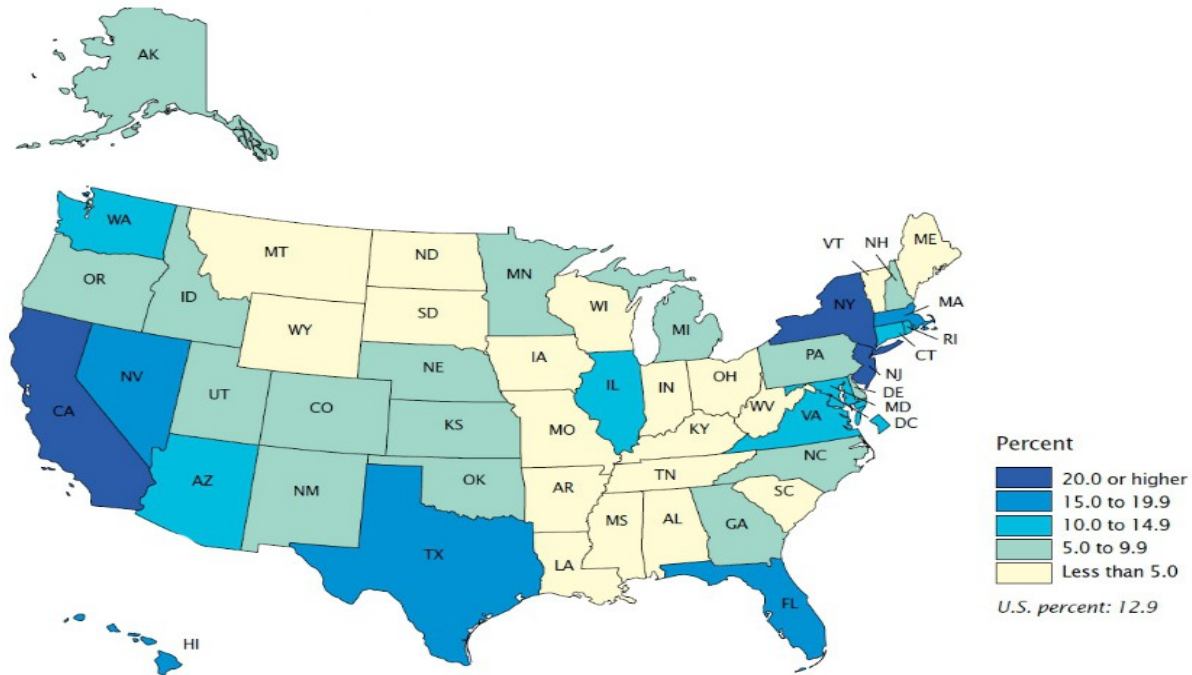 AK
WA
MT
ND
MN
VT
NH
ME
OR
ID
SD
WI
NY
MA
WY
MI
RI
IA
PA
CT
NE
NJ
NV
UT
IL
IN
OH
DE
CA
CO
MD
WV
VA
DC
KS
MO
KY
AZ
NM
OK
TN
NC
AR
SC
MS
AL
GA
TX
LA
FL
HI
Percent
20.0 or higher
15.0 to 19.9
10.0 to 14.9
5.0 to 9.9
Less than 5.0
U.S. percent: 12.9